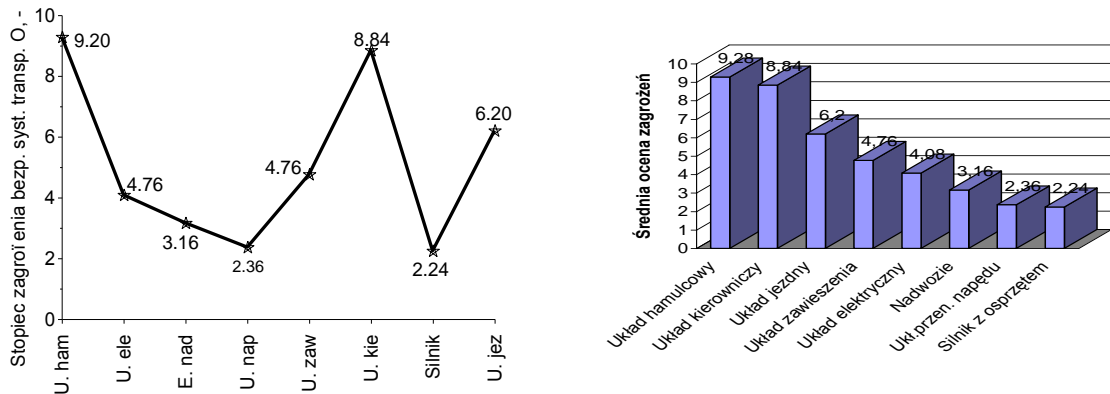 Stopiec zagroï enia bezp. syst. transp. O, -
10
8
6
4
2
0
9.20
4.76
3.16
2.36
4.76
8.84
2.24
6.20
U. ham
U. ele
E. nad
U. nap
U. zaw
U. kie
Silnik
U. jez
Średnia ocena zagrożeń
10
9
8
7
6
5
4
3
2
1
0
9,28
8,84
6,2
4,76
4,08
3,16
2,36
2,24
Układ hamulcowy
Układ kierowniczy
Układ jezdny
Układ zawieszenia
Układ elektryczny
Nadwozie
Ukł.przen. napędu
Silnik z osprzętem